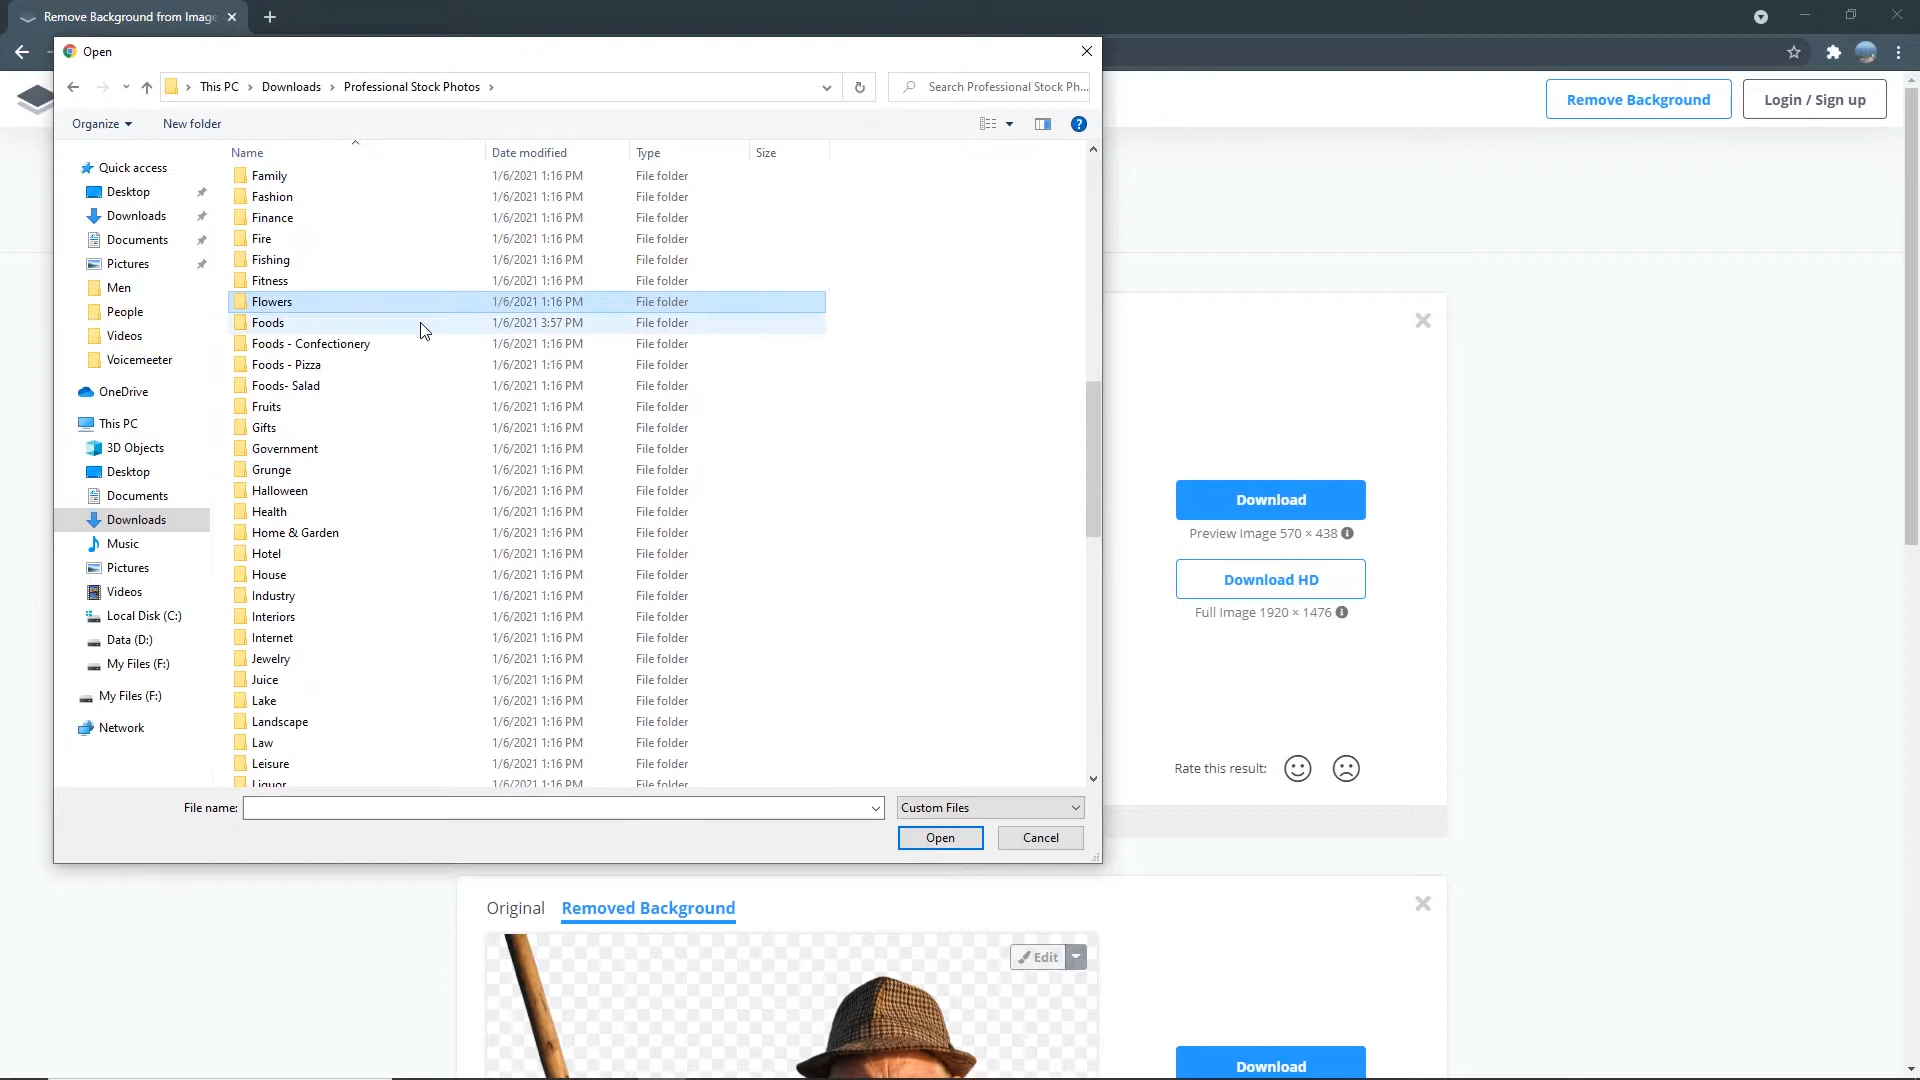 Remove Background from Image
Open
This PC
Downloads
Professional Stock Photos
Search Professional Stock Ph...
Remove Background
Login / Sign up
Organize
New folder
Name
Date modified
Type
Size
Quick access
Desktop
Downloads
Documents
Pictures
Men
People
Videos
Voicemeeter
OneDrive
This PC
3D Objects
Desktop
Documents
Downloads
Music
Pictures
Videos
Local Disk (C:)
Data (D:)
My Files (F:)
My Files (F:)
Network
Family 1/6/2021 1:16 PM File folder
Fashion 1/6/2021 1:16 PM File folder
Finance 1/6/2021 1:16 PM File folder
Fire 1/6/2021 1:16 PM File folder
Fishing 1/6/2021 1:16 PM File folder
Fitness 1/6/2021 1:16 PM File folder
Flowers 1/6/2021 1:16 PM File folder
Foods 1/6/2021 3:57 PM File folder
Foods - Confectionery 1/6/2021 1:16 PM File folder
Foods - Pizza 1/6/2021 1:16 PM File folder
Foods- Salad 1/6/2021 1:16 PM File folder
Fruits 1/6/2021 1:16 PM File folder
Gifts 1/6/2021 1:16 PM File folder
Government 1/6/2021 1:16 PM File folder
Grunge 1/6/2021 1:16 PM File folder
Halloween 1/6/2021 1:16 PM File folder
Health 1/6/2021 1:16 PM File folder
Home & Garden 1/6/2021 1:16 PM File folder
Hotel 1/6/2021 1:16 PM File folder
House 1/6/2021 1:16 PM File folder
Industry 1/6/2021 1:16 PM File folder
Interiors 1/6/2021 1:16 PM File folder
Internet 1/6/2021 1:16 PM File folder
Jewelry 1/6/2021 1:16 PM File folder
Juice 1/6/2021 1:16 PM File folder
Lake 1/6/2021 1:16 PM File folder
Landscape 1/6/2021 1:16 PM File folder
Law 1/6/2021 1:16 PM File folder
Leisure 1/6/2021 1:16 PM File folder
Liquor 1/6/2021 1:16 PM File folder
File name:
Custom Files
Open
Cancel
Download
Preview Image 570 × 438
Download HD
Full Image 1920 × 1476
Rate this result:
Original
Removed Background
Edit
Download